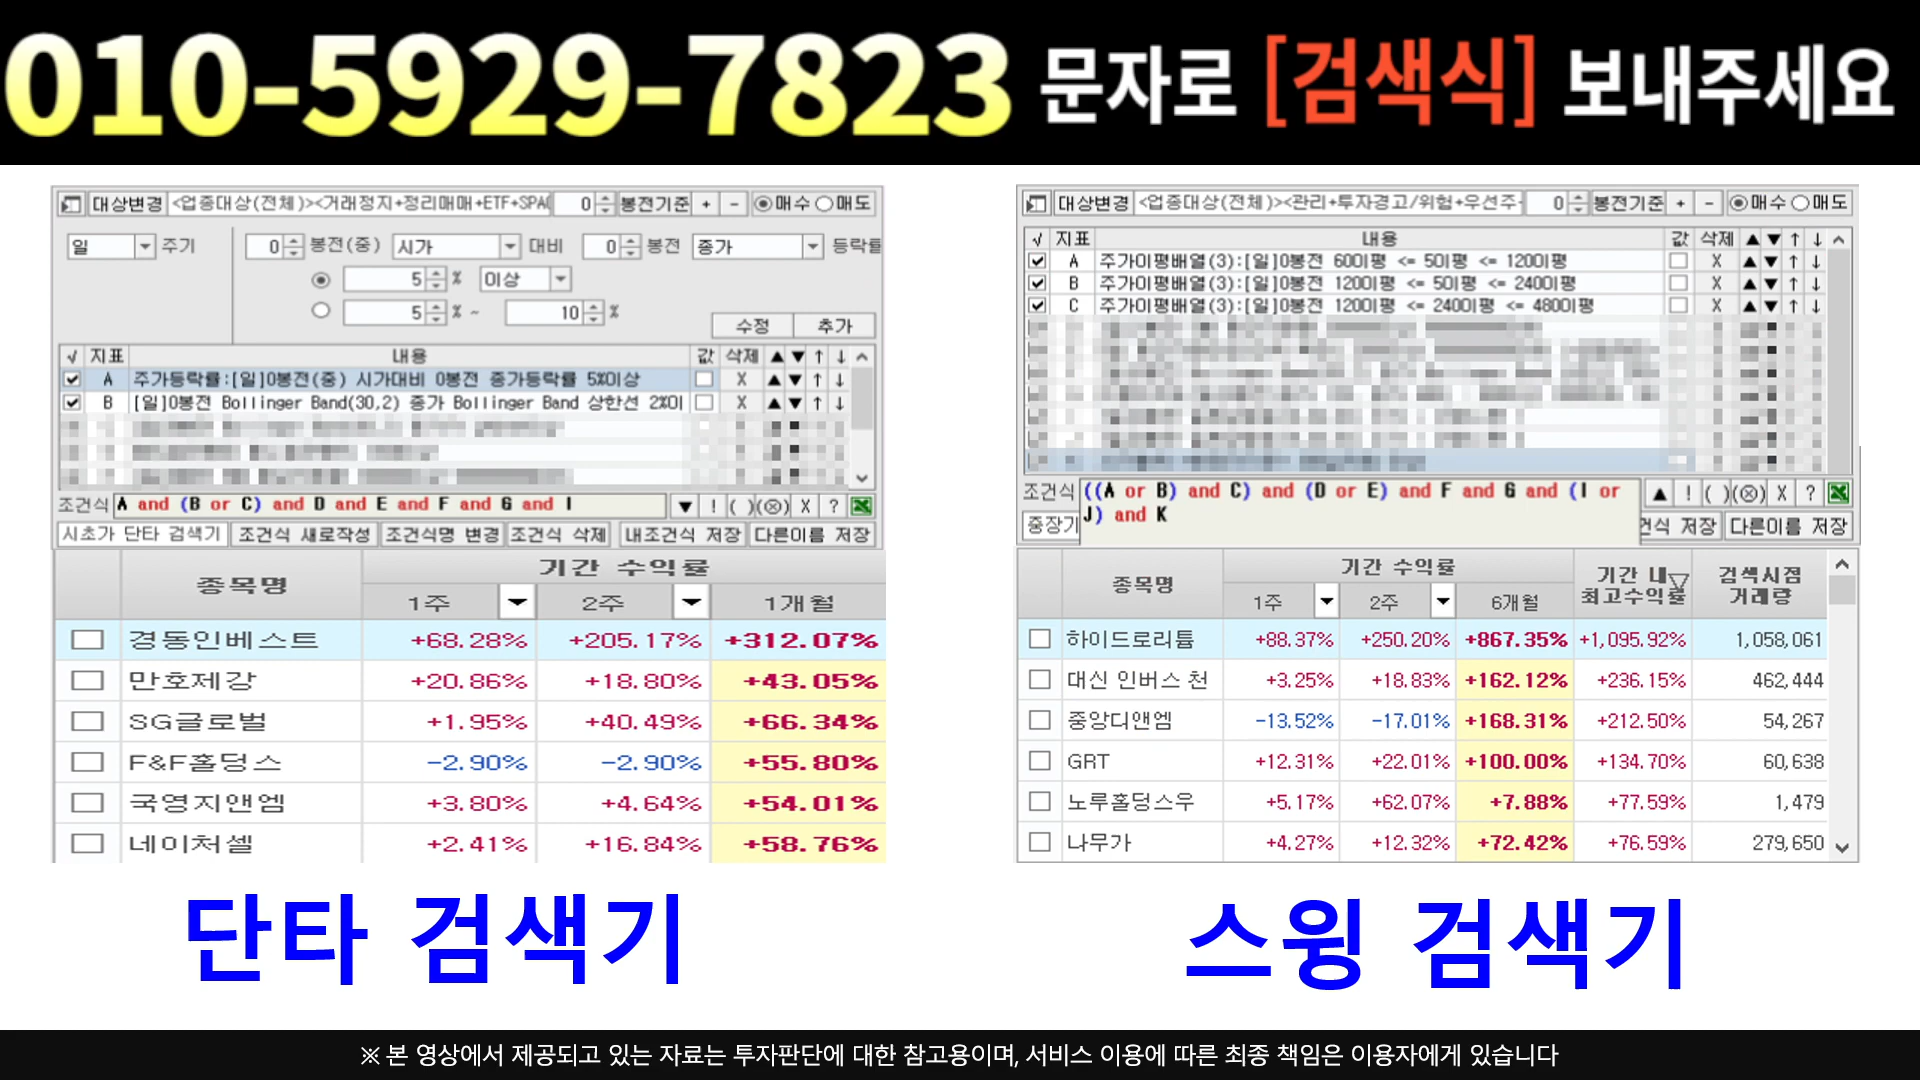 010-5929-7823 문자로 [검색식] 보내주세요
대상변경 <업종대상(전체)><거래정지+정리매매+ETF+SPA 0 봉전기준 + - 매수 매도
일 주기 0 봉전(중) 시가 대비 0 봉전 종가 등락률
5 % 이상
5 % ~ 10 %
수정 추가
√ 지표 내용 값 삭제 ▲ ▼ ↑ ↓
A 주가등락률:[일]0봉전(중) 시가대비 0봉전 종가등락률 5%이상 X ▲ ▼ ↑ ↓
B [일]0봉전 Bollinger Band(30,2) 종가 Bollinger Band 상한선 2%이 X ▲ ▼ ↑ ↓
조건식 A and (B or C) and D and E and F and G and I ▼ ! ( )(⊗) X ?
시초가 단타 검색기 조건식 새로작성 조건식명 변경 조건식 삭제 내조건식 저장 다른이름 저장
종목명 기간 수익률
1주 2주 1개월
경동인베스트 +68.28% +205.17% +312.07%
만호제강 +20.86% +18.80% +43.05%
SG글로벌 +1.95% +40.49% +66.34%
F&F홀딩스 -2.90% -2.90% +55.80%
국영지앤엠 +3.80% +4.64% +54.01%
네이처셀 +2.41% +16.84% +58.76%
단타 검색기
대상변경 <업종대상(전체)><관리+투자경고/위험+우선주+ 0 봉전기준 + - 매수 매도
√ 지표 내용 값 삭제 ▲ ▼ ↑ ↓
A 주가이평배열(3):[일]0봉전 60이평 <= 5이평 <= 120이평 X ▲ ▼ ↑ ↓
B 주가이평배열(3):[일]0봉전 120이평 <= 5이평 <= 240이평 X ▲ ▼ ↑ ↓
C 주가이평배열(3):[일]0봉전 120이평 <= 240이평 <= 480이평 X ▲ ▼ ↑ ↓
조건식 ((A or B) and C) and (D or E) and F and G and (I or ▲ ! ( )(⊗) X ?
중장기 J) and K 건식 저장 다른이름 저장
종목명 기간 수익률 기간 내 최고수익률 검색시점 거래량
1주 2주 6개월
하이드로리튬 +88.37% +250.20% +867.35% +1,095.92% 1,058,061
대신 인버스 천 +3.25% +18.83% +162.12% +236.15% 462,444
중앙디앤엠 -13.52% -17.01% +168.31% +212.50% 54,267
GRT +12.31% +22.01% +100.00% +134.70% 60,638
노루홀딩스우 +5.17% +62.07% +7.88% +77.59% 1,479
나무가 +4.27% +12.32% +72.42% +76.59% 279,650
스윙 검색기
※ 본 영상에서 제공되고 있는 자료는 투자판단에 대한 참고용이며, 서비스 이용에 따른 최종 책임은 이용자에게 있습니다